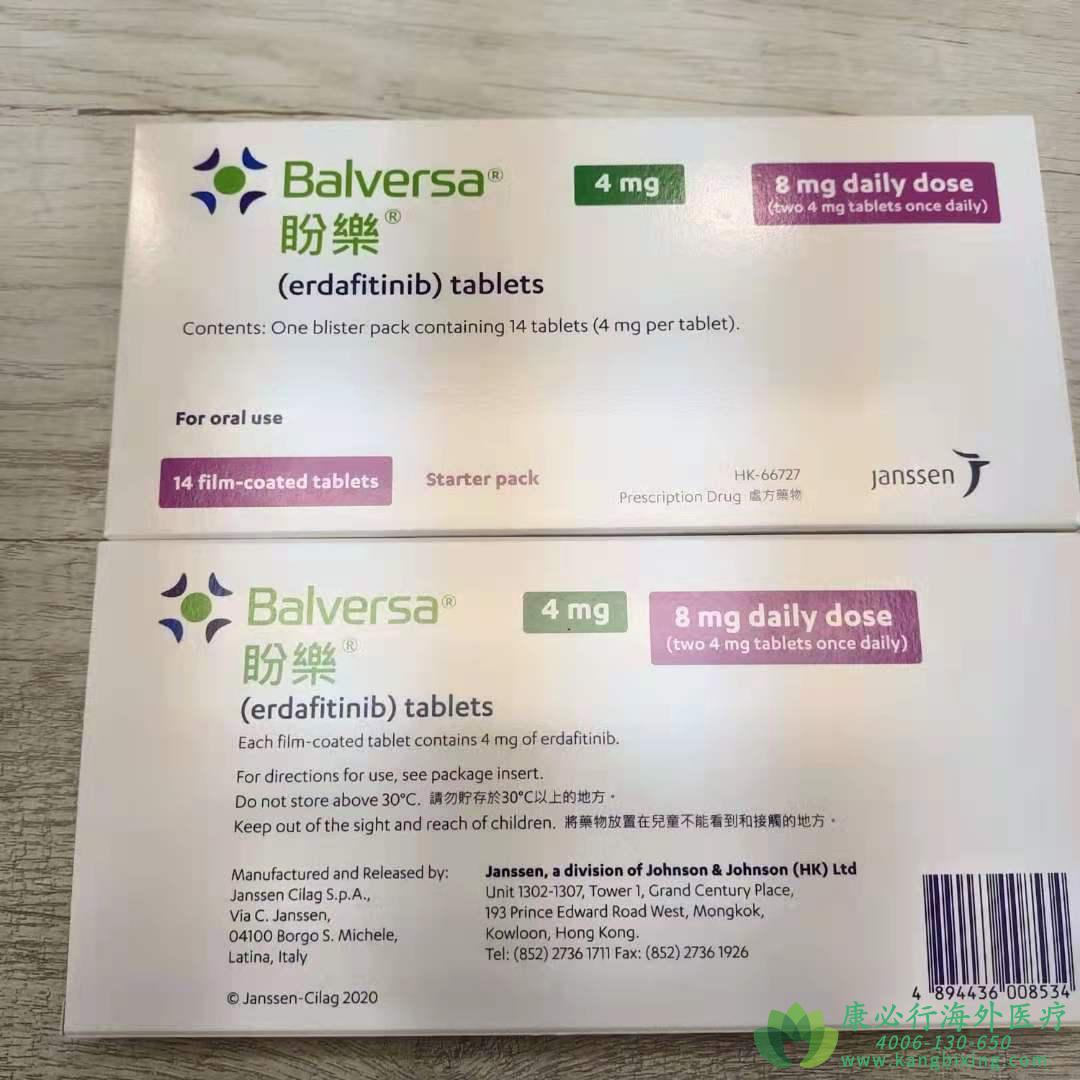 Balversa®
盼樂®
(erdafitinib) tablets
4 mg
8 mg daily dose
(two 4 mg tablets once daily)
Contents: One blister pack containing 14 tablets (4 mg per tablet).
For oral use
14 film-coated tablets
Starter pack
HK-66727
Prescription Drug 處方藥物
janssen
Balversa®
盼樂®
(erdafitinib) tablets
4 mg
8 mg daily dose
(two 4 mg tablets once daily)
Each film-coated tablet contains 4 mg of erdafitinib.
For directions for use, see package insert.
Do not store above 30°C. 請勿貯存於30°C以上的地方。
Keep out of the sight and reach of children. 將藥物放置在兒童不能看到和接觸的地方。
Manufactured and Released by:
Janssen Cilag S.p.A.,
Via C. Janssen,
04100 Borgo S. Michele,
Latina, Italy
© Janssen-Cilag 2020
Janssen, a division of Johnson & Johnson (HK) Ltd
Unit 1302-1307, Tower 1, Grand Century Place,
193 Prince Edward Road West, Mongkok,
Kowloon, Hong Kong.
Tel: (852) 2736 1711 Fax: (852) 2736 1926
4 894436 008534
康必行海外医疗
4006-130-650
www.kangbixing.com